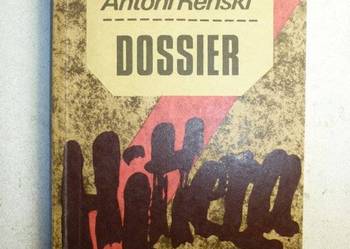 Antoni Reński
DOSSIER
Hitlera